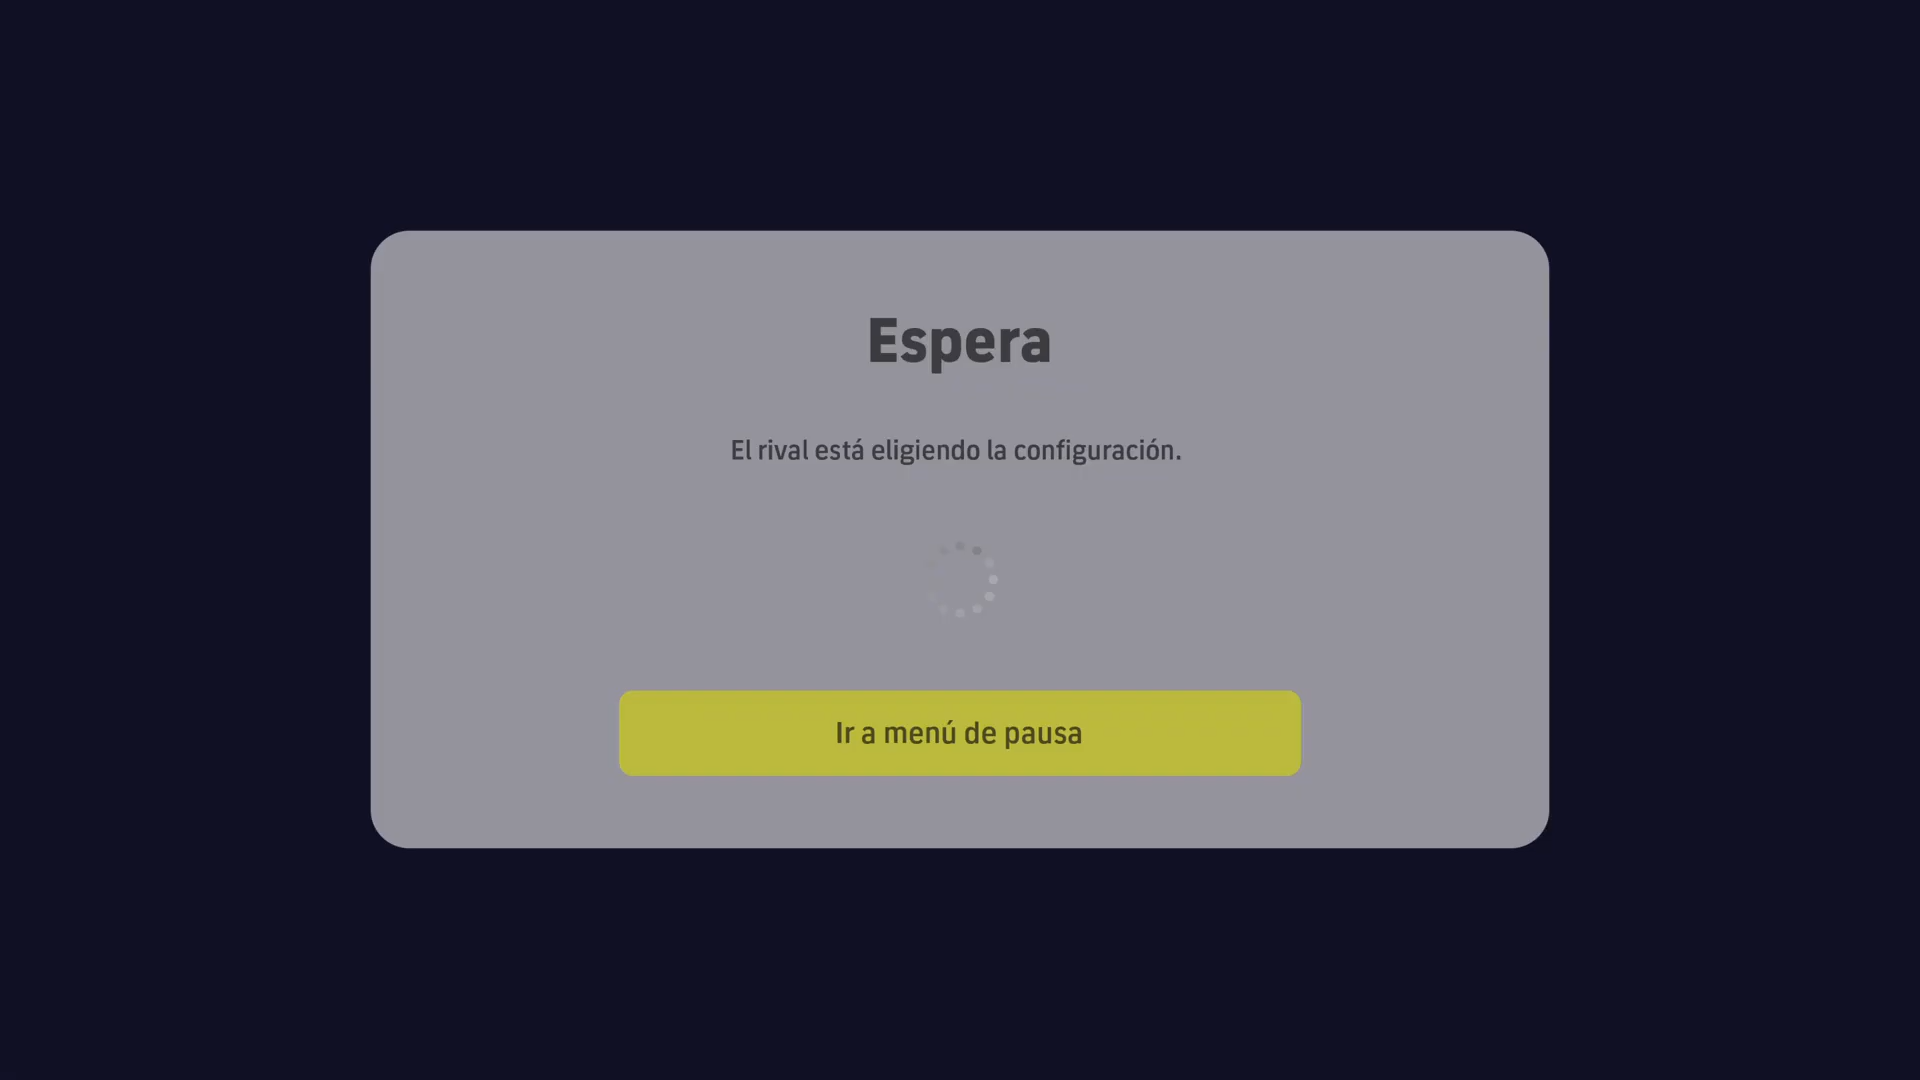 Espera
El rival está eligiendo la configuración.
Ir a menú de pausa